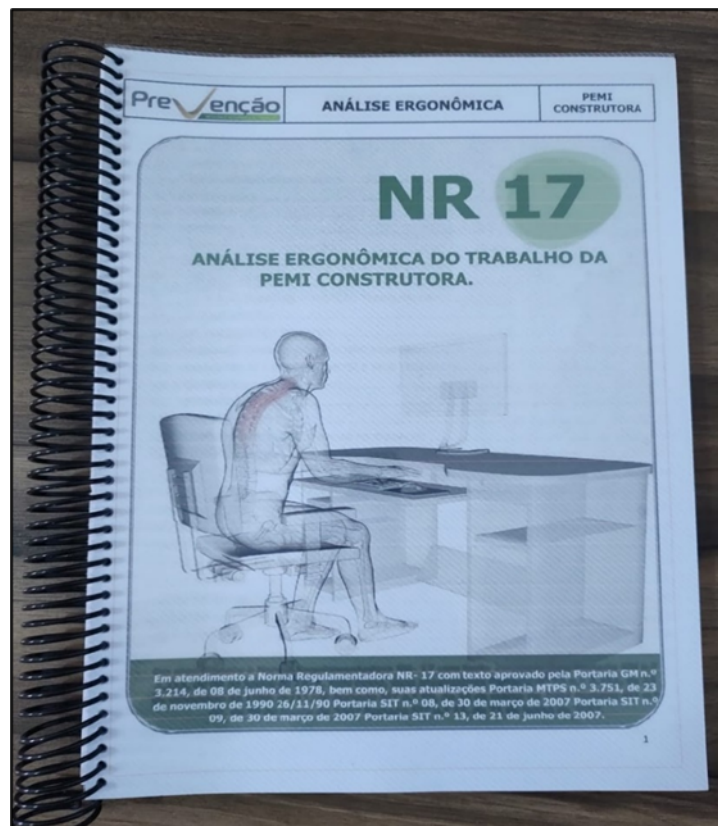 Prevenção
ANÁLISE ERGONÔMICA
PEMI
CONSTRUTORA
NR 17
ANÁLISE ERGONÔMICA DO TRABALHO DA
PEMI CONSTRUTORA.
Em atendimento a Norma Regulamentadora NR- 17 com texto aprovado pela Portaria GM n.º
3.214, de 08 de junho de 1978, bem como, suas atualizações Portaria MTPS n.º 3.751, de 23
de novembro de 1990 26/11/90 Portaria SIT n.º 08, de 30 de março de 2007 Portaria SIT n.º
09, de 30 de março de 2007 Portaria SIT n.º 13, de 21 de junho de 2007.
1